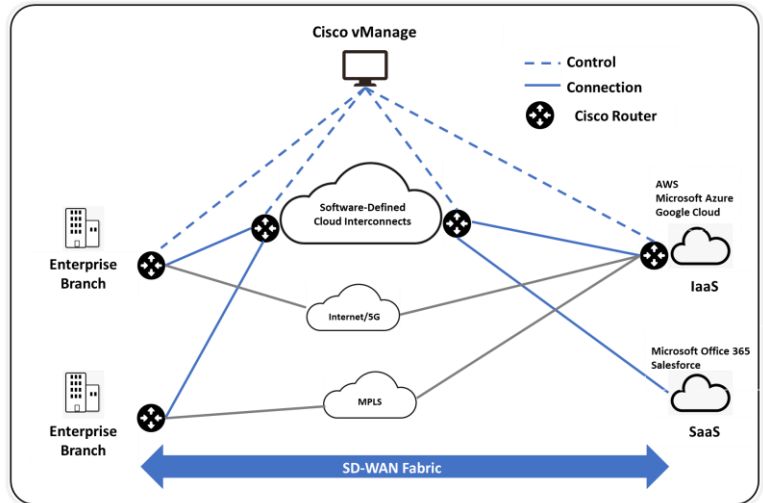 Cisco vManage
Control
Connection
Cisco Router
Software-Defined
Cloud Interconnects
AWS
Microsoft Azure
Google Cloud
Enterprise
Branch
IaaS
Internet/5G
Microsoft Office 365
Salesforce
MPLS
Enterprise
Branch
SaaS
SD-WAN Fabric